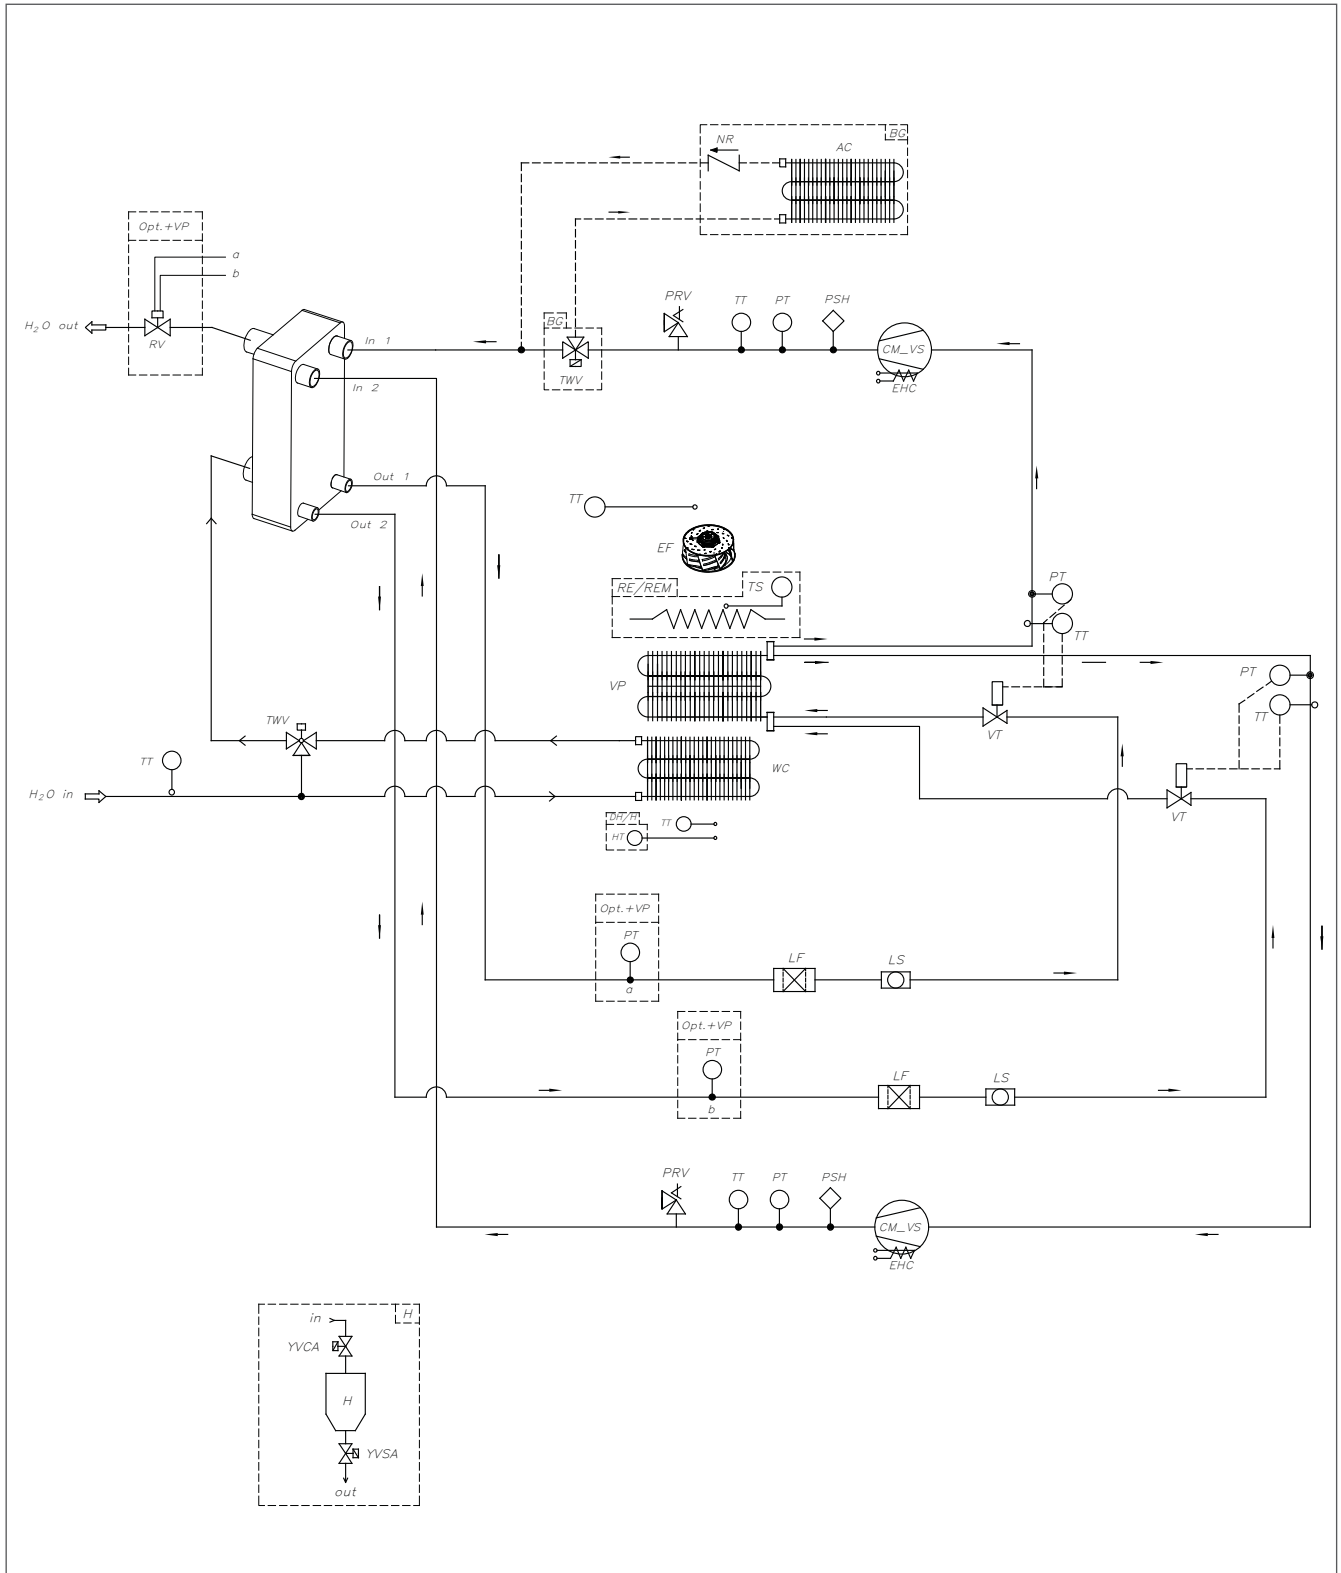 BG
NR
AC
Opt.+VP
a
b
H₂O out
RV
In 1
In 2
BG
TWV
PRV
TT
PT
PSH
CM_VS
EHC
Out 1
Out 2
TT
EF
RE/REM
TS
PT
TT
VP
PT
TT
TWV
VT
TT
WC
H₂O in
VT
DH/H
TT
HT
Opt.+VP
PT
a
LF
LS
Opt.+VP
PT
b
LF
LS
PRV
TT
PT
PSH
CM_VS
EHC
in
H
YVCA
H
YVSA
out